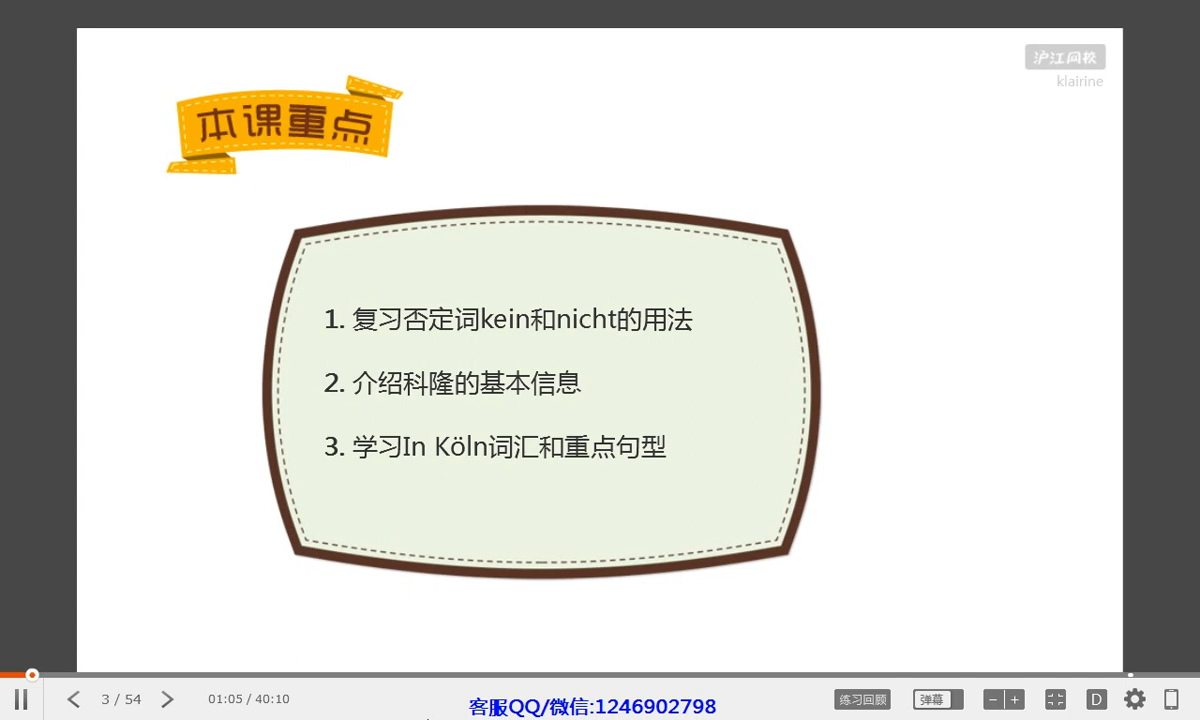 沪江网校
klairine
本课重点
1. 复习否定词kein和nicht的用法
2. 介绍科隆的基本信息
3. 学习In Köln词汇和重点句型
3 / 54
01:05 / 40:10
客服QQ/微信:1246902798
练习回顾
弹幕
D